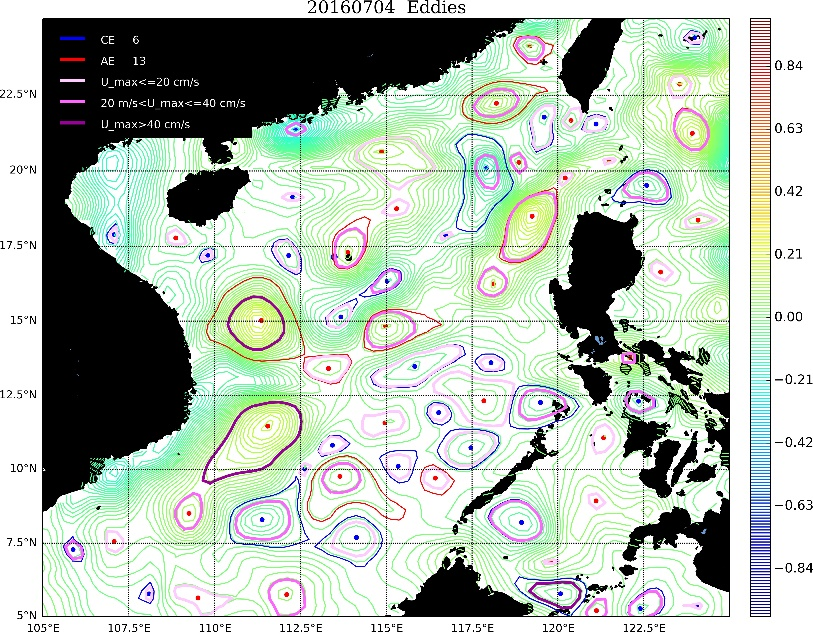 20160704 Eddies
CE 6
AE 13
U_max<=20 cm/s
20 m/s<U_max<=40 cm/s
U_max>40 cm/s
22.5°N
20°N
17.5°N
15°N
12.5°N
10°N
7.5°N
5°N
105°E 107.5°E 110°E 112.5°E 115°E 117.5°E 120°E 122.5°E
0.84
0.63
0.42
0.21
0.00
−0.21
−0.42
−0.63
−0.84